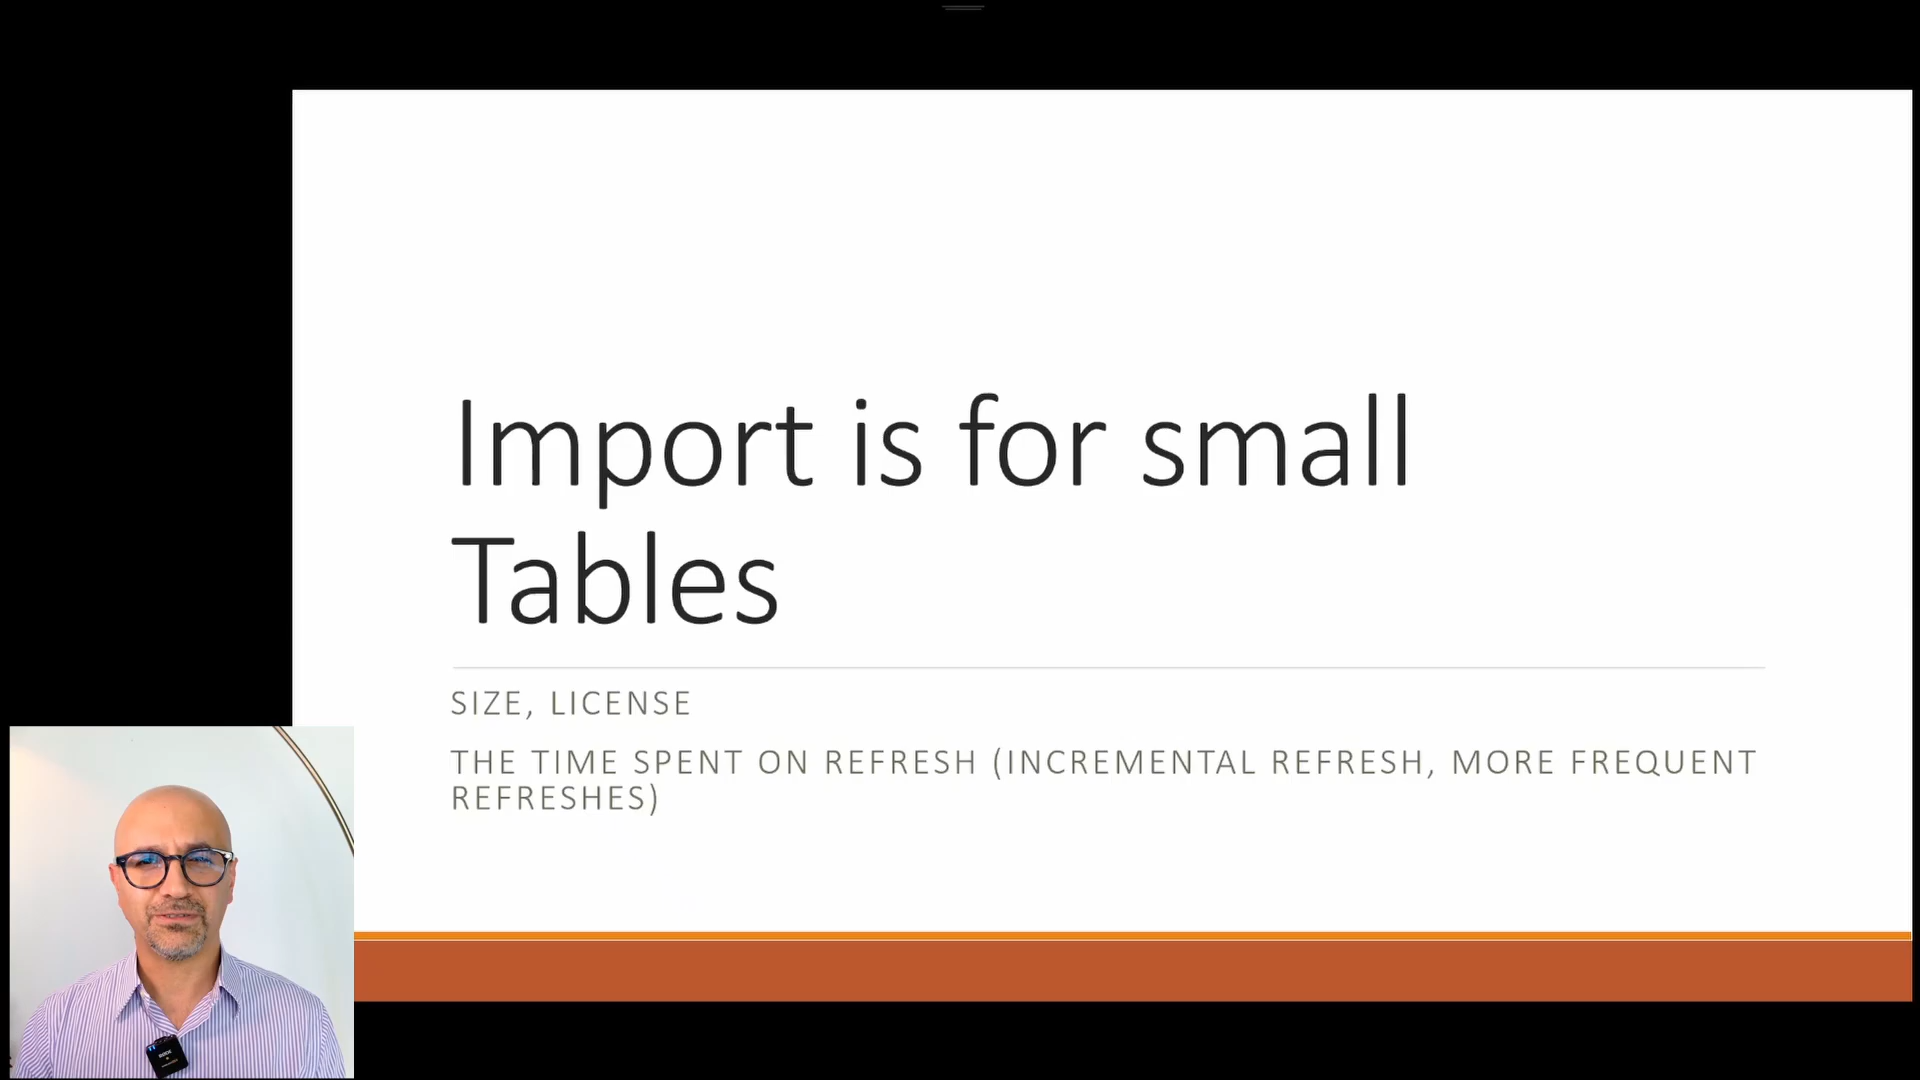 Import is for small
Tables
SIZE, LICENSE
THE TIME SPENT ON REFRESH (INCREMENTAL REFRESH, MORE FREQUENT
REFRESHES)